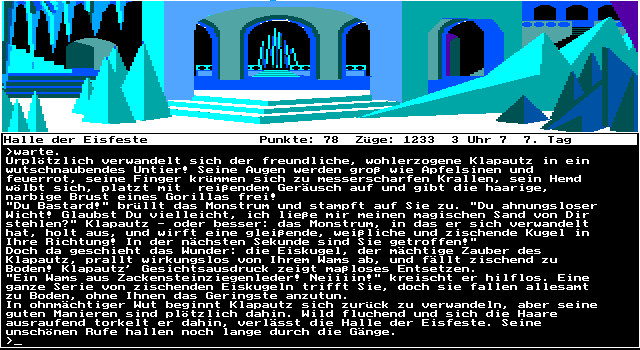 Halle der Eisfeste Punkte: 78 Züge: 1233 3 Uhr 7 7. Tag
>warte.
Urplötzlich verwandelt sich der freundliche, wohlerzogene Klapautz in ein
wutschnaubendes Untier! Seine Augen werden groß wie Apfelsinen und
feuerrot, seine Finger krümmen sich zu messerscharfen Krallen, sein Hemd
wölbt sich, platzt mit reißendem Geräusch auf und gibt die haarige,
narbige Brust eines Gorillas frei!
"Du Bastard!" brüllt das Monstrum und stampft auf Sie zu. "Du ahnungsloser
Wicht! Glaubst Du vielleicht, ich ließe mir meinen magischen Sand von Dir
stehlen?" Klapautz - oder besser: das Monstrum, in das er sich verwandelt
hat, holt aus, und wirft eine gleißende, weißliche und zischende Kugel in
Ihre Richtung! In der nächsten Sekunde sind Sie getroffen!"
Doch da geschieht das Wunder: die Eiskugel, der mächtige Zauber des
Klapautz, prallt wirkungslos von Ihrem Wams ab, und fällt zischend zu
Boden! Klapautz' Gesichtsausdruck zeigt maßloses Entsetzen.
"Ein Wams aus Zackensteinziegenleder! Neiiiin!" kreischt er hilflos. Eine
ganze Serie von zischenden Eiskugeln trifft Sie, doch sie fallen allesamt
zu Boden, ohne Ihnen das Geringste anzutun.
In ohnmächtiger Wut beginnt Klapautz sich zurück zu verwandeln, aber seine
guten Manieren sind plötzlich dahin. Wild fluchend und sich die Haare
ausraufend torkelt er dahin, verlässt die Halle der Eisfeste. Seine
unschönen Rufe hallen noch lange durch die Gänge.
>_